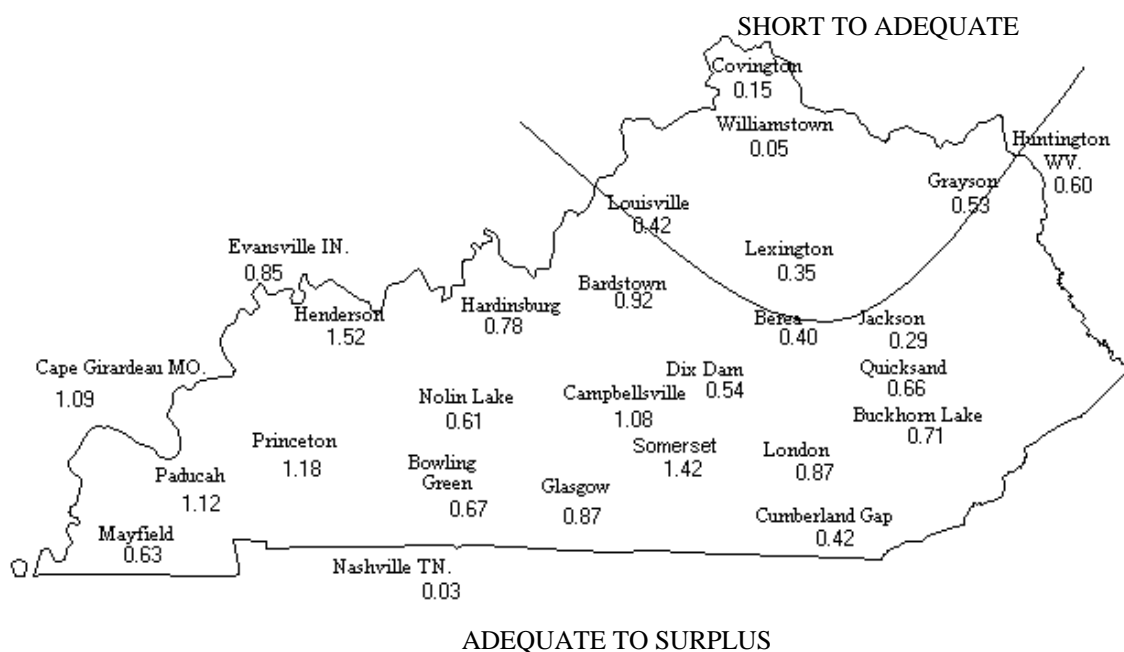 SHORT TO ADEQUATE
Covington
0.15
Williamstown
0.05
Huntington
WV.
0.60
Grayson
0.53
Louisville
0.42
Evansville IN.
0.85
Lexington
0.35
Bardstown
0.92
Hardinsburg
0.78
Henderson
1.52
Berea
0.40
Jackson
0.29
Cape Girardeau MO.
1.09
Dix Dam
0.54
Quicksand
0.66
Nolin Lake
0.61
Campbellsville
1.08
Buckhorn Lake
0.71
Princeton
1.18
Somerset
1.42
London
0.87
Paducah
1.12
Bowling
Green
0.67
Glasgow
0.87
Cumberland Gap
0.42
Mayfield
0.63
Nashville TN.
0.03
ADEQUATE TO SURPLUS